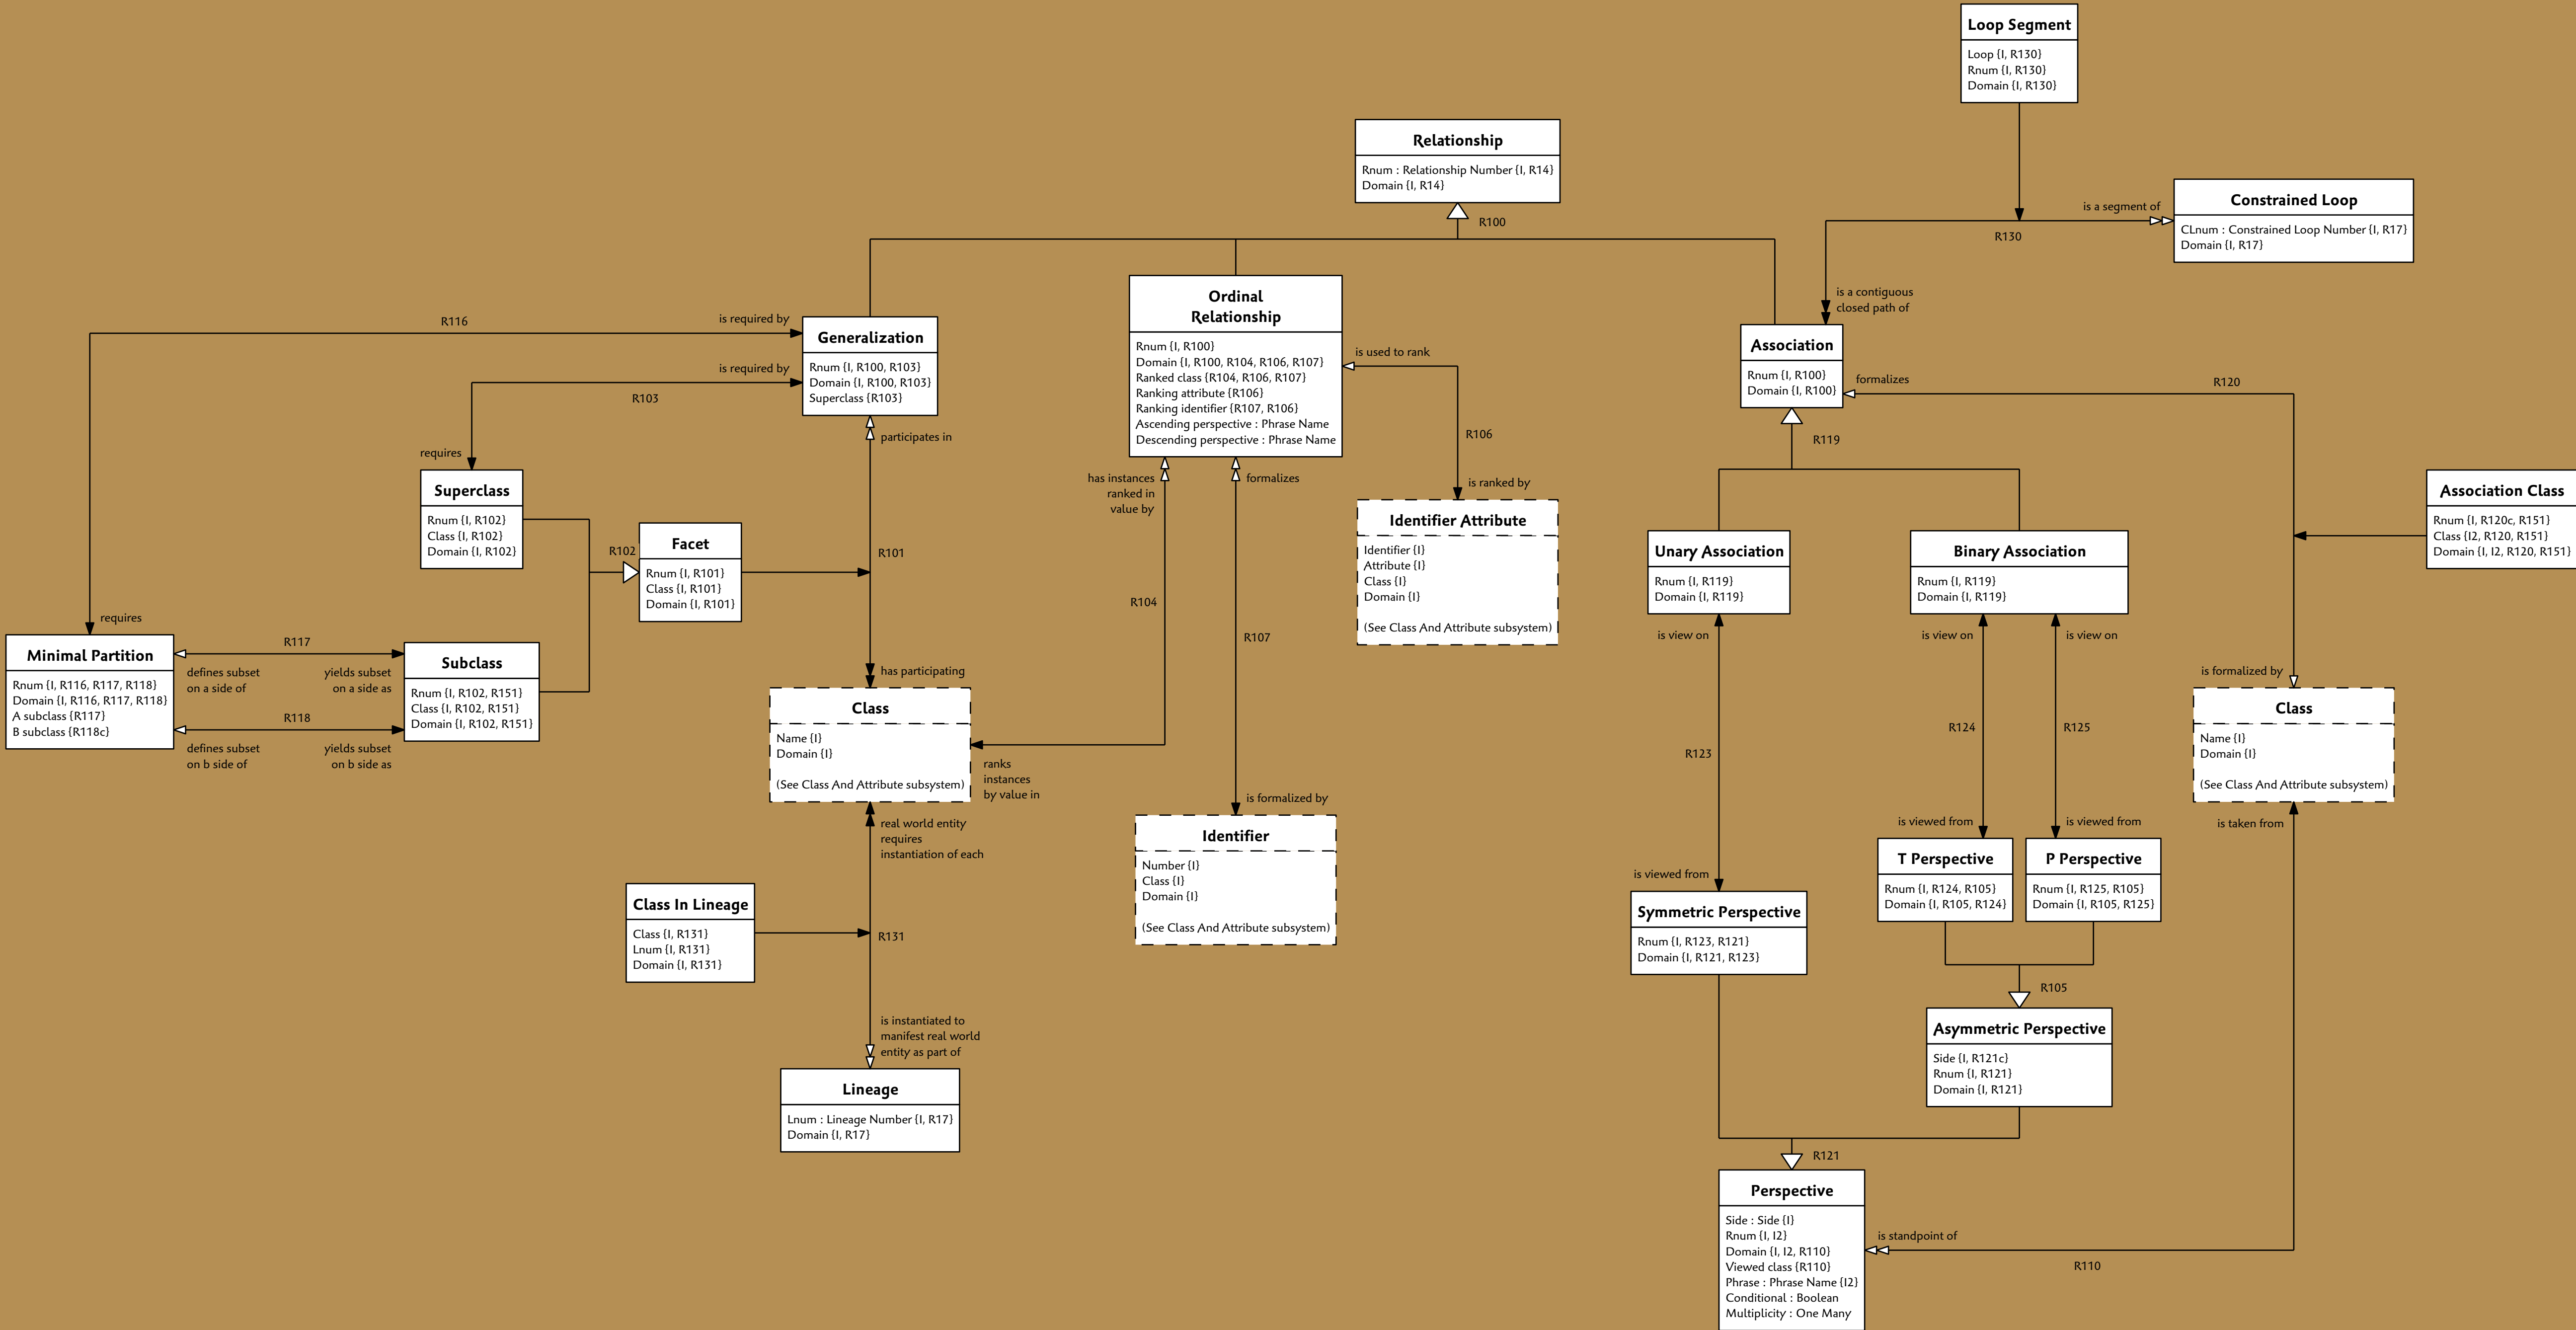 Loop Segment
Loop {I, R130}
Rnum {I, R130}
Domain {I, R130}
Relationship
Rnum : Relationship Number {I, R14}
Domain {I, R14}
R100
Constrained Loop
CLnum : Constrained Loop Number {I, R17}
Domain {I, R17}
is a segment of
R130
is a contiguous
closed path of
R116
is required by
Generalization
Rnum {I, R100, R103}
Domain {I, R100, R103}
Superclass {R103}
is required by
R103
requires
participates in
Ordinal
Relationship
Rnum {I, R100}
Domain {I, R100, R104, R106, R107}
Ranked class {R104, R106, R107}
Ranking attribute {R106}
Ranking identifier {R107, R106}
Ascending perspective : Phrase Name
Descending perspective : Phrase Name
is used to rank
R106
is ranked by
has instances
ranked in
value by
formalizes
Association
Rnum {I, R100}
Domain {I, R100}
formalizes
R120
R119
Superclass
Rnum {I, R102}
Class {I, R102}
Domain {I, R102}
R102
Facet
Rnum {I, R101}
Class {I, R101}
Domain {I, R101}
R101
R104
R107
Identifier Attribute
Identifier {I}
Attribute {I}
Class {I}
Domain {I}
(See Class And Attribute subsystem)
Unary Association
Rnum {I, R119}
Domain {I, R119}
Binary Association
Rnum {I, R119}
Domain {I, R119}
Association Class
Rnum {I, R120c, R151}
Class {I2, R120, R151}
Domain {I, I2, R120, R151}
requires
Minimal Partition
Rnum {I, R116, R117, R118}
Domain {I, R116, R117, R118}
A subclass {R117}
B subclass {R118c}
R117
defines subset
on a side of
yields subset
on a side as
R118
defines subset
on b side of
yields subset
on b side as
Subclass
Rnum {I, R102, R151}
Class {I, R102, R151}
Domain {I, R102, R151}
has participating
Class
Name {I}
Domain {I}
(See Class And Attribute subsystem)
ranks
instances
by value in
real world entity
requires
instantiation of each
is formalized by
Identifier
Number {I}
Class {I}
Domain {I}
(See Class And Attribute subsystem)
Class In Lineage
Class {I, R131}
Lnum {I, R131}
Domain {I, R131}
R131
is instantiated to
manifest real world
entity as part of
Lineage
Lnum : Lineage Number {I, R17}
Domain {I, R17}
is view on
R123
is viewed from
is view on
R124
is viewed from
is view on
R125
is viewed from
is formalized by
Class
Name {I}
Domain {I}
(See Class And Attribute subsystem)
is taken from
T Perspective
Rnum {I, R124, R105}
Domain {I, R105, R124}
P Perspective
Rnum {I, R125, R105}
Domain {I, R105, R125}
Symmetric Perspective
Rnum {I, R123, R121}
Domain {I, R121, R123}
R105
Asymmetric Perspective
Side {I, R121c}
Rnum {I, R121}
Domain {I, R121}
R121
Perspective
Side : Side {I}
Rnum {I, I2}
Domain {I, I2, R110}
Viewed class {R110}
Phrase : Phrase Name {I2}
Conditional : Boolean
Multiplicity : One Many
is standpoint of
R110